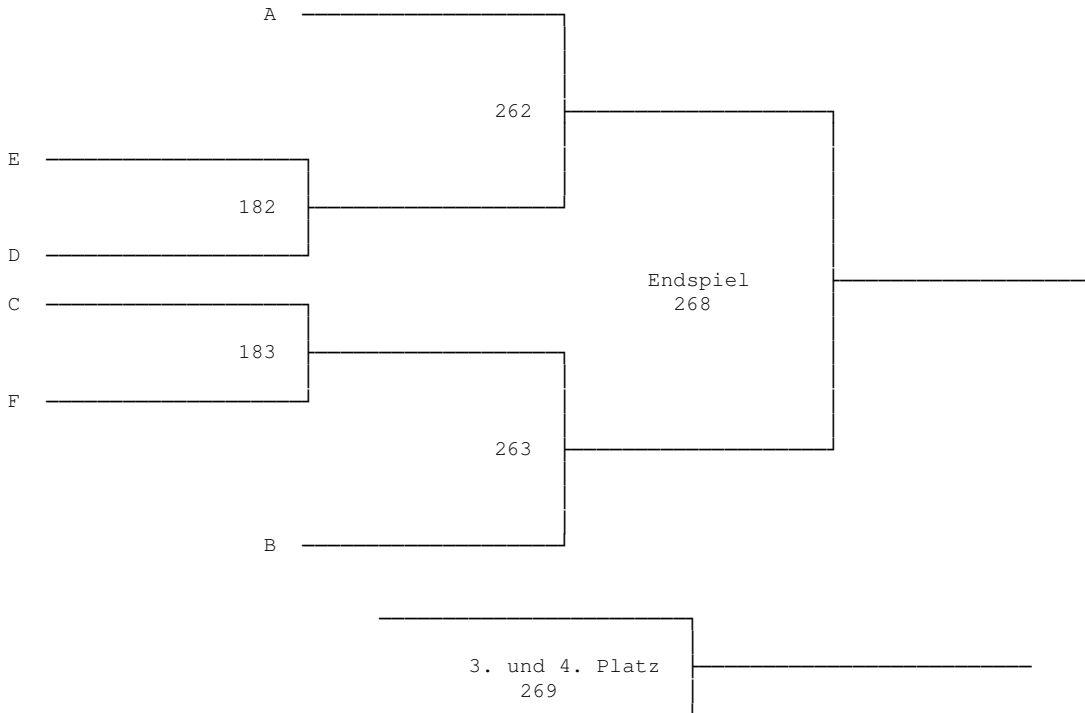 A
262
E
182
D
Endspiel
C
268
183
F
263
B
3. und 4. Platz
269